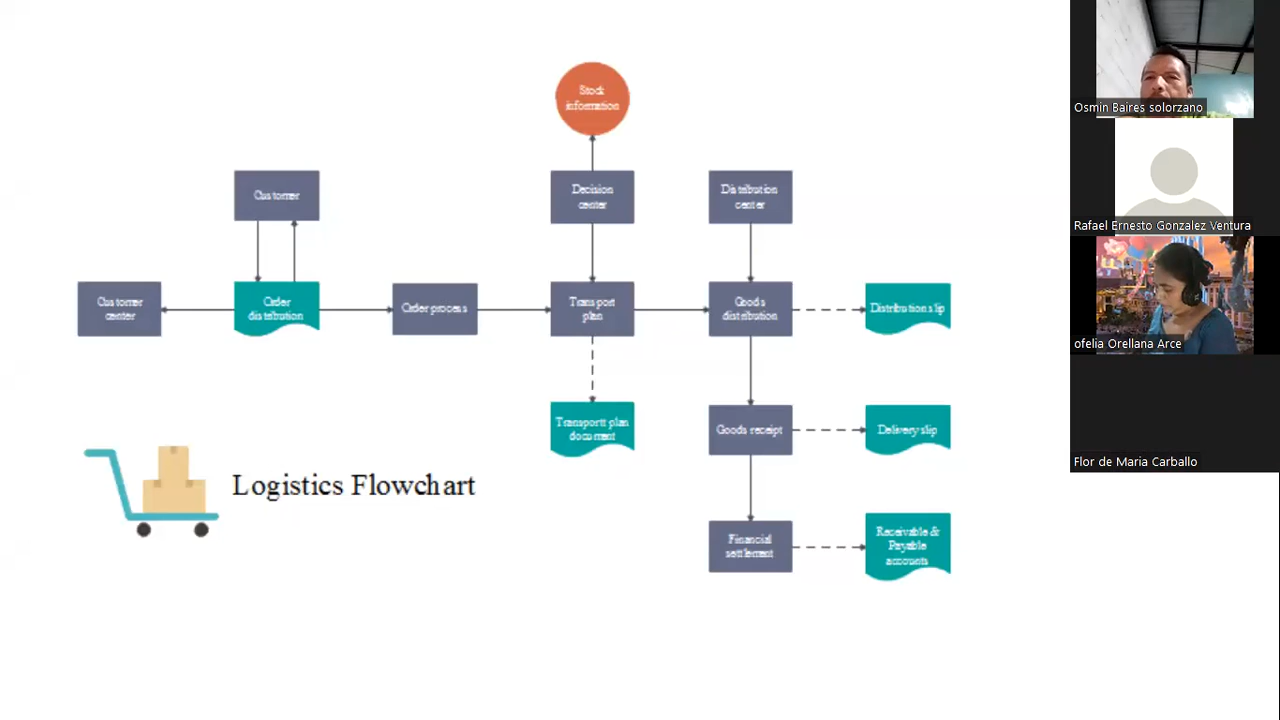 Stock
information
Customer
Decision
center
Distribution
center
Customer
center
Order
distribution
Order process
Transport
plan
Goods
distribution
Distribution slip
Transportt plan
document
Goods receipt
Delivery slip
Logistics Flowchart
Financial
settlement
Receivable &
Payable
accounts
Osmin Baires solorzano
Rafael Ernesto Gonzalez Ventura
ofelia Orellana Arce
Flor de Maria Carballo